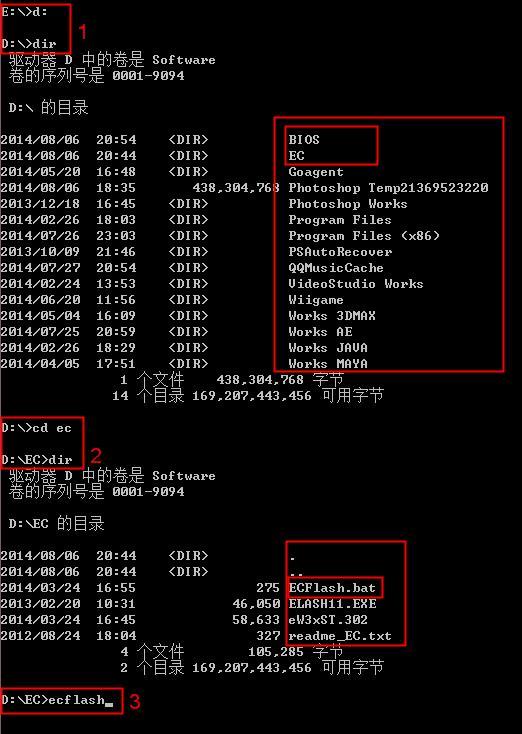 E:\>d:
1
D:\>dir
驱动器 D 中的卷是 Software
卷的序列号是 0001-9094
D:\ 的目录
2014/08/06  20:54    <DIR>          BIOS
2014/08/06  20:44    <DIR>          EC
2014/05/20  16:48    <DIR>          Goagent
2014/08/06  18:35       438,304,768 Photoshop Temp21369523220
2013/12/18  16:45    <DIR>          Photoshop Works
2014/02/26  18:03    <DIR>          Program Files
2014/07/26  23:03    <DIR>          Program Files (x86)
2013/10/09  21:46    <DIR>          PSAutoRecover
2014/07/27  20:54    <DIR>          QQMusicCache
2014/02/24  13:53    <DIR>          VideoStudio Works
2014/06/20  11:56    <DIR>          Wiigame
2014/05/04  16:09    <DIR>          Works 3DMAX
2014/07/25  20:59    <DIR>          Works AE
2014/02/26  18:29    <DIR>          Works JAVA
2014/04/05  17:51    <DIR>          Works MAYA
1 个文件    438,304,768 字节
14 个目录 169,207,443,456 可用字节
D:\>cd ec
2
D:\EC>dir
驱动器 D 中的卷是 Software
卷的序列号是 0001-9094
D:\EC 的目录
2014/08/06  20:44    <DIR>          .
2014/08/06  20:44    <DIR>          ..
2014/03/24  16:55               275 ECFlash.bat
2013/02/20  10:31            46,050 ELASH11.EXE
2014/03/24  16:45            58,633 eW3xST.302
2012/08/24  18:04               327 readme_EC.txt
4 个文件        105,285 字节
2 个目录 169,207,443,456 可用字节
D:\EC>ecflash_ 3